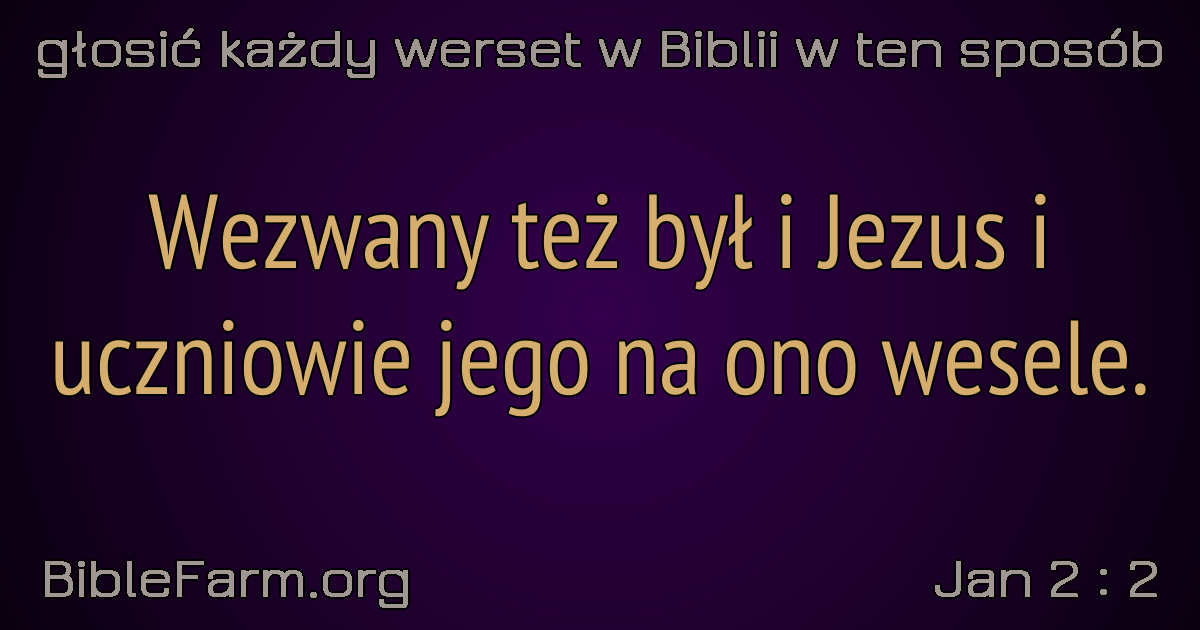 głosić każdy werset w Biblii w ten sposób
Wezwany też był i Jezus i
uczniowie jego na ono wesele.
BibleFarm.org
Jan 2 : 2